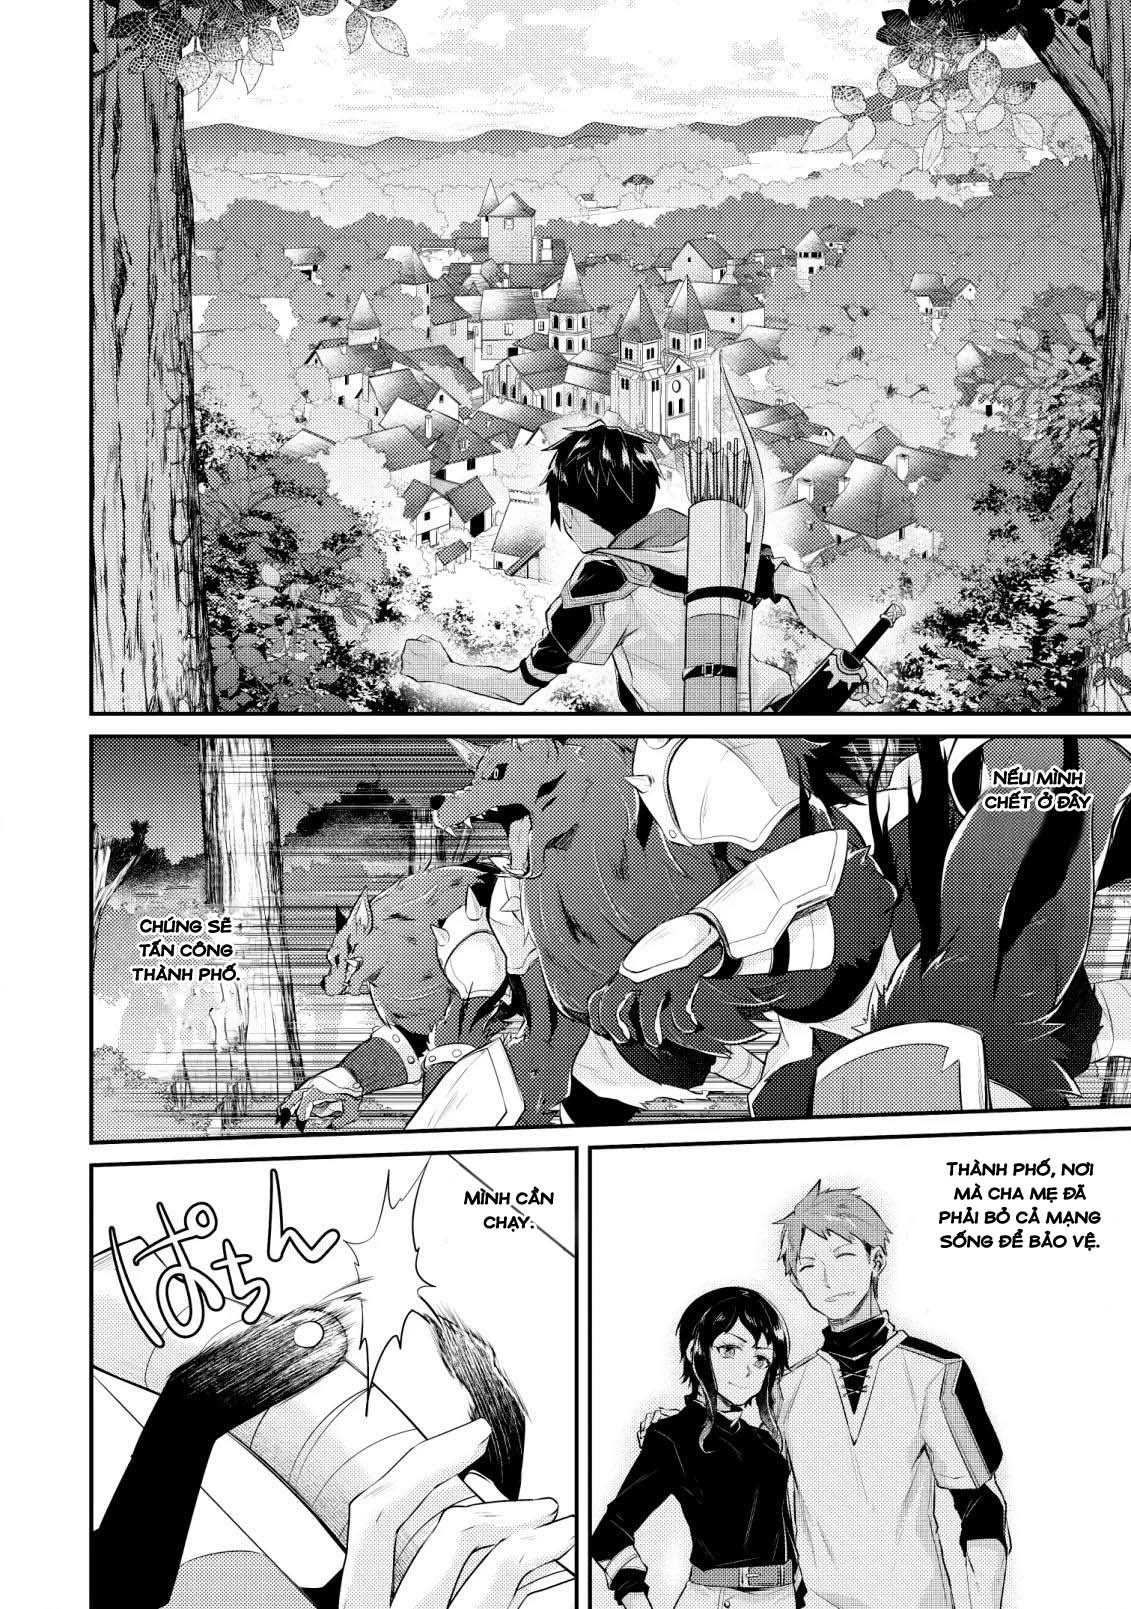 NẾU MÌNH
CHẾT Ở ĐÂY
CHÚNG SẼ
TẤN CÔNG
THÀNH PHỐ.
THÀNH PHỐ, NƠI
MÀ CHA MẸ ĐÃ
PHẢI BỎ CẢ MẠNG
SỐNG ĐỂ BẢO VỆ.
MÌNH CẦN
CHẠY.
ぱちん